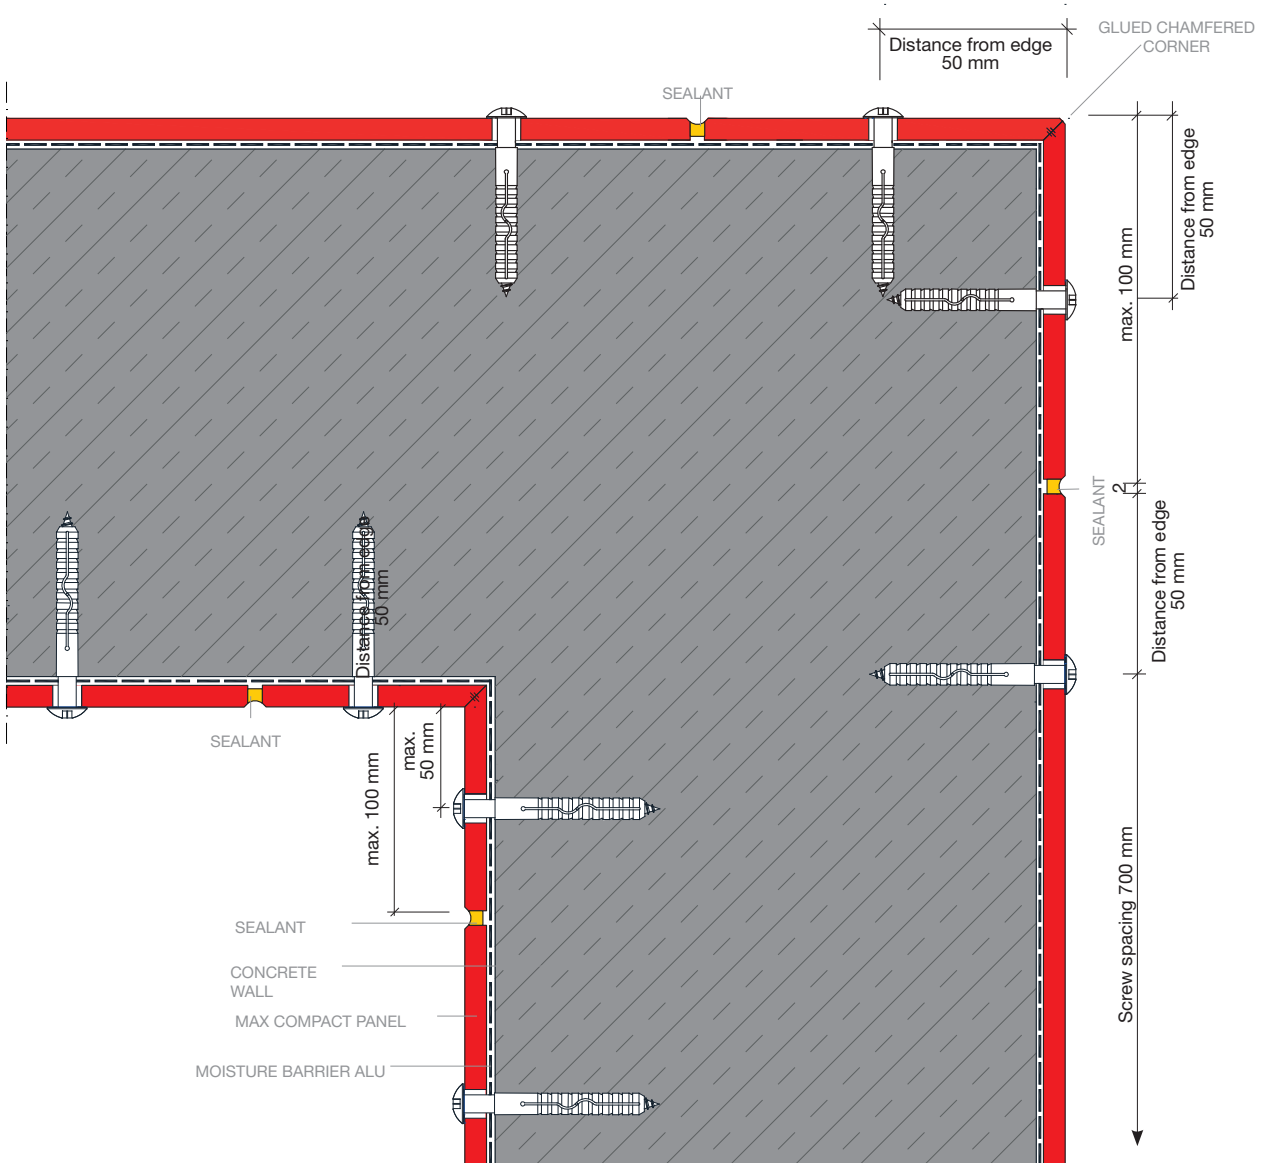 Distance from edge
50 mm
GLUED CHAMFERED
CORNER
SEALANT
Distance from edge
50 mm
max. 100 mm
2
SEALANT
Distance from edge
50 mm
Distance from edge
50 mm
SEALANT
max.
50 mm
max. 100 mm
SEALANT
CONCRETE
WALL
MAX COMPACT PANEL
MOISTURE BARRIER ALU
Screw spacing 700 mm